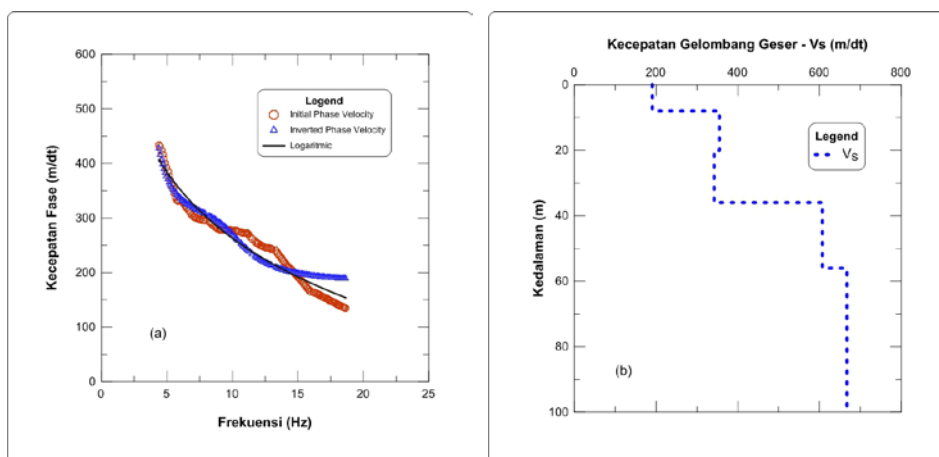 600
500
400
300
200
100
0
Kecepatan Fase (m/dt)
Legend
Initial Phase Velocity
Inverted Phase Velocity
Logaritmic
(a)
0 5 10 15 20 25
Frekuensi (Hz)
Kecepatan Gelombang Geser - Vs (m/dt)
0 200 400 600 800
0
20
40
60
80
100
Kedalaman (m)
Legend
VS
(b)